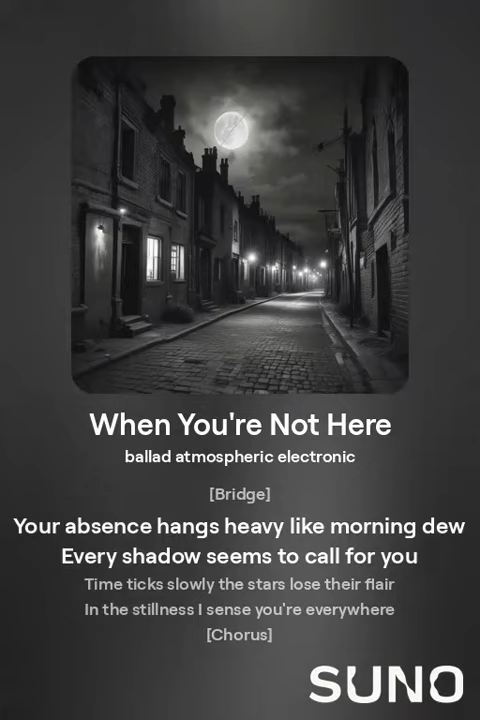 When You're Not Here
ballad atmospheric electronic
[Bridge]
Your absence hangs heavy like morning dew
Every shadow seems to call for you
Time ticks slowly the stars lose their flair
In the stillness I sense you're everywhere
[Chorus]
SUNO